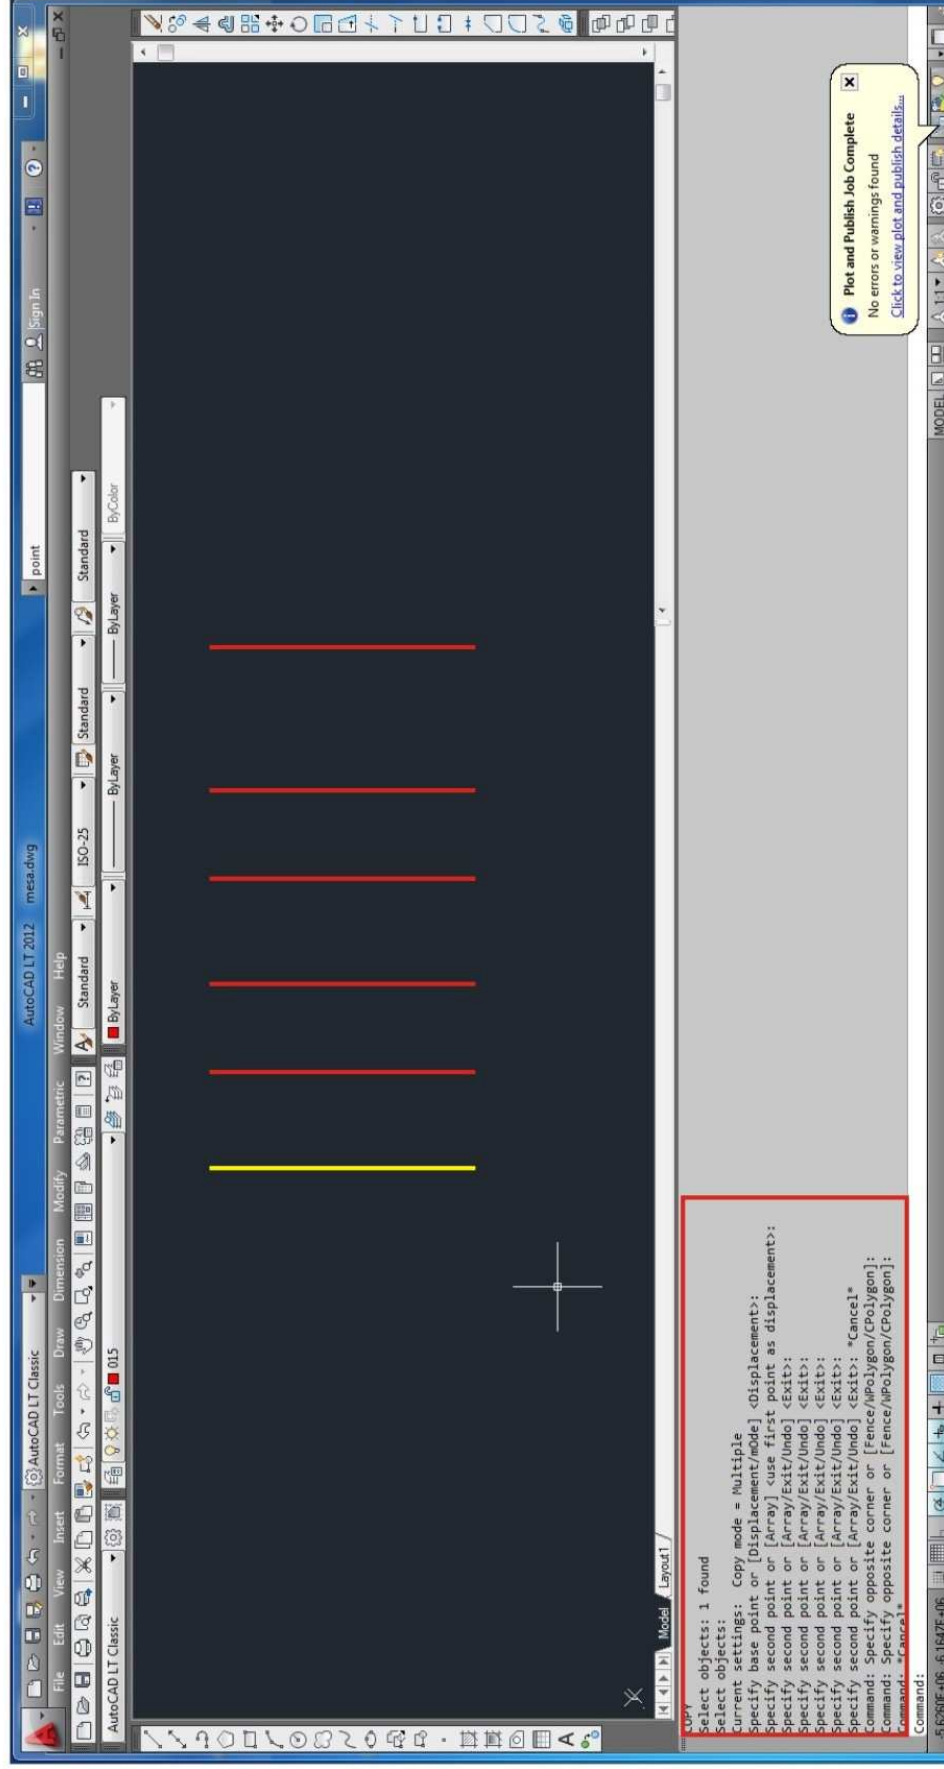 AutoCAD LT Classic
AutoCAD LT 2012 mesa.dwg
point
Sign In
File Edit View Insert Format Tools Draw Dimension Modify Parametric Window Help
Standard ISO-25 Standard Standard
AutoCAD LT Classic 015 ByLayer ByLayer ByLayer ByColor
Model Layout1
COPY
Select objects: 1 found
Select objects:
Current settings: Copy mode = Multiple
Specify base point or [Displacement/mOde] <Displacement>:
Specify second point or [Array] <use first point as displacement>:
Specify second point or [Array/Exit/Undo] <Exit>:
Specify second point or [Array/Exit/Undo] <Exit>:
Specify second point or [Array/Exit/Undo] <Exit>:
Specify second point or [Array/Exit/Undo] <Exit>:
Specify second point or [Array/Exit/Undo] <Exit>: *Cancel*
Command: Specify opposite corner or [Fence/WPolygon/CPolygon]:
Command: Specify opposite corner or [Fence/WPolygon/CPolygon]:
Command: *Cancel*
Command:
Plot and Publish Job Complete
No errors or warnings found
Click to view plot and publish details...
MODEL 1:1